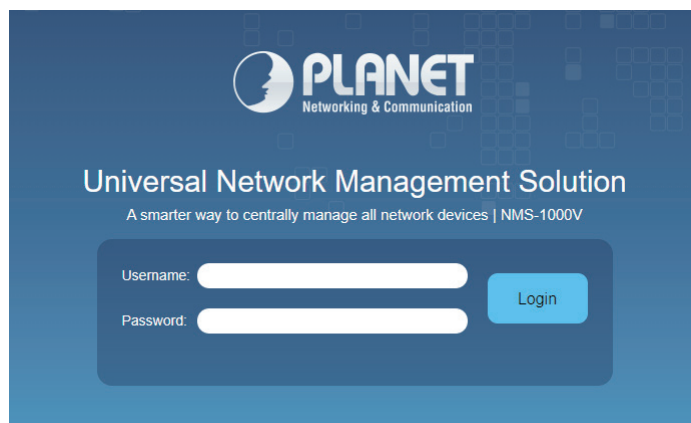 PLANET
Networking & Communication
Universal Network Management Solution
A smarter way to centrally manage all network devices | NMS-1000V
Username:
Login
Password: